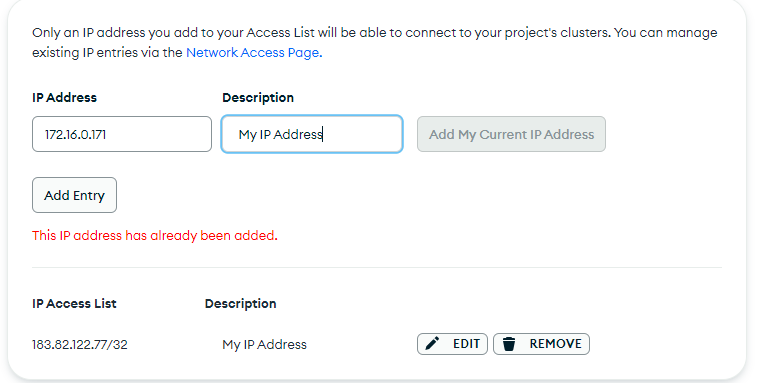 Only an IP address you add to your Access List will be able to connect to your project's clusters. You can manage
existing IP entries via the Network Access Page.
IP Address Description
172.16.0.171 My IP Address Add My Current IP Address
Add Entry
This IP address has already been added.
IP Access List Description
183.82.122.77/32 My IP Address EDIT REMOVE